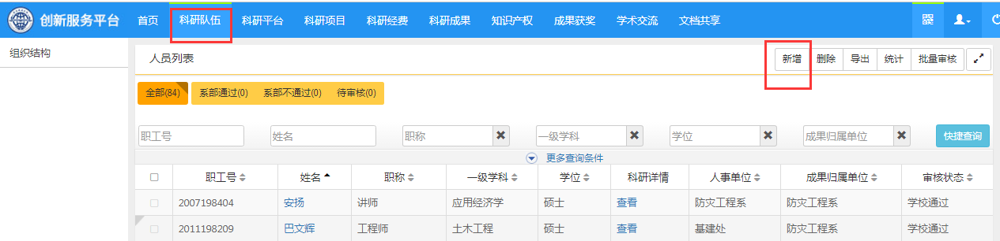 创新服务平台 首页 科研队伍 科研平台 科研项目 科研经费 科研成果 知识产权 成果获奖 学术交流 文档共享
组织结构
人员列表 新增 删除 导出 统计 批量审核
全部(84) 系部通过(0) 系部不通过(0) 待审核(0)
职工号 姓名 职称 一级学科 学位 成果归属单位 快捷查询
更多查询条件
职工号 姓名 职称 一级学科 学位 科研详情 人事单位 成果归属单位 审核状态
2007198404 安扬 讲师 应用经济学 硕士 查看 防灾工程系 防灾工程系 学校通过
2011198209 巴文辉 工程师 土木工程 硕士 查看 基建处 防灾工程系 学校通过